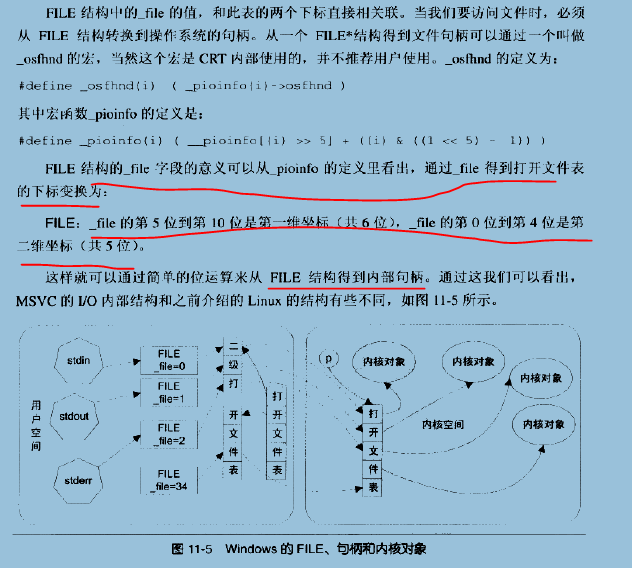 FILE 结构中的_file 的值，和此表的两个下标直接相关联。当我们要访问文件时，必须
从 FILE 结构转换到操作系统的句柄。从一个 FILE*结构得到文件句柄可以通过一个叫做
_osfhnd 的宏，当然这个宏是 CRT 内部使用的，并不推荐用户使用。_osfhnd 的定义为：
#define _osfhnd(i) ( _pioinfo(i)->osfhnd )
其中宏函数_pioinfo 的定义是：
#define _pioinfo(i) ( __pioinfo[(i) >> 5] + ((i) & ((1 << 5) - 1)) )
FILE 结构的_file 字段的意义可以从_pioinfo 的定义里看出，通过_file 得到打开文件表
的下标变换为：
FILE：_file 的第 5 位到第 10 位是第一维坐标（共 6 位），_file 的第 0 位到第 4 位是第
二维坐标（共 5 位）。
这样就可以通过简单的位运算来从 FILE 结构得到内部句柄。通过这我们可以看出，
MSVC 的 I/O 内部结构和之前介绍的 Linux 的结构有些不同，如图 11-5 所示。
用户空间
stdin
stdout
stderr
FILE
_file=0
FILE
_file=1
FILE
_file=2
FILE
_file=34
二级打开文件表
打开文件表
p
打开文件表
内核对象
内核对象
内核对象
内核对象
内核空间
图 11-5 Windows 的 FILE、句柄和内核对象